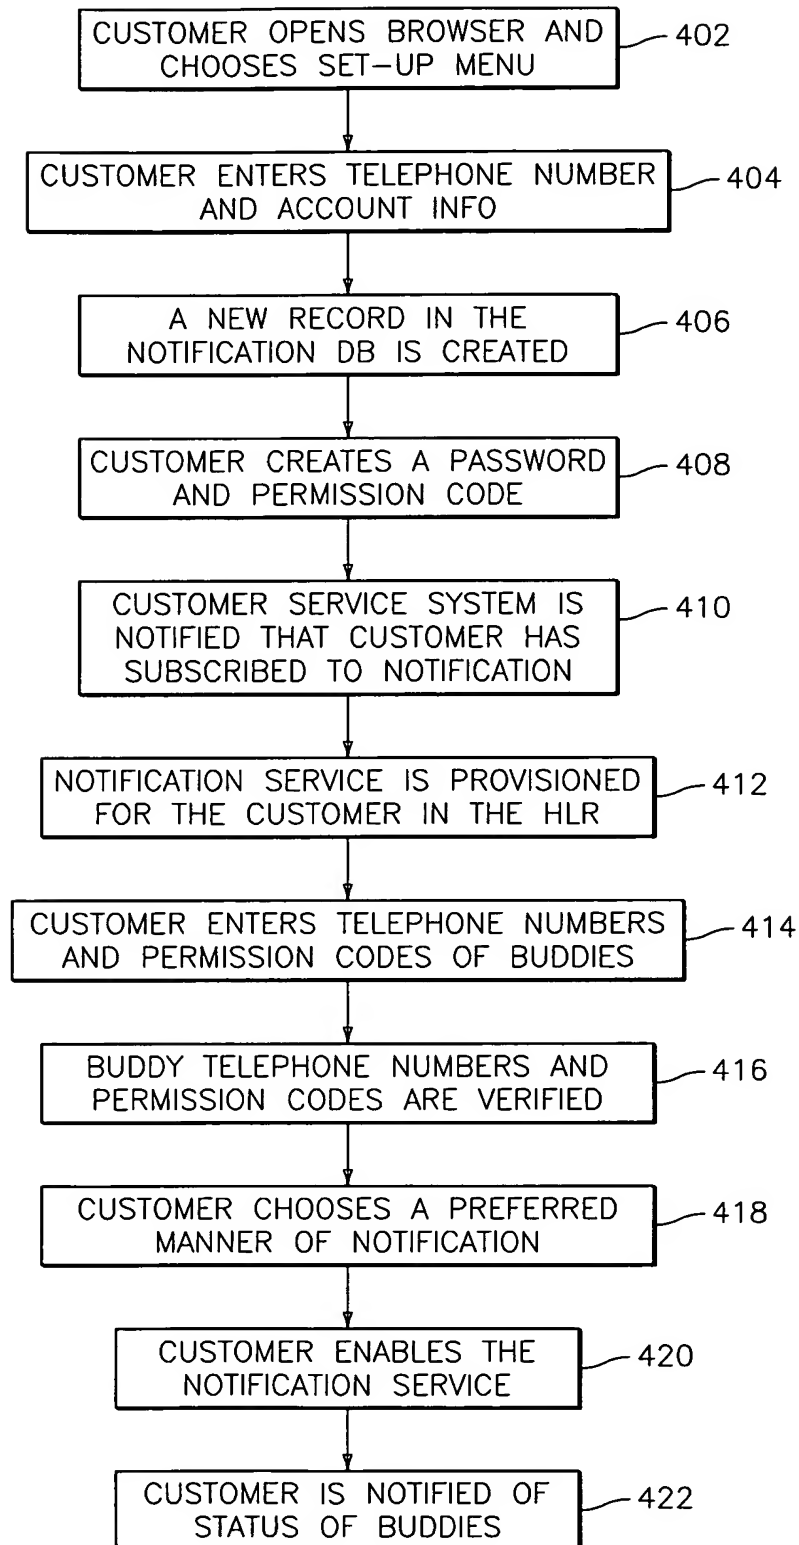 CUSTOMER OPENS BROWSER AND
CHOOSES SET-UP MENU
402
CUSTOMER ENTERS TELEPHONE NUMBER
AND ACCOUNT INFO
404
A NEW RECORD IN THE
NOTIFICATION DB IS CREATED
406
CUSTOMER CREATES A PASSWORD
AND PERMISSION CODE
408
CUSTOMER SERVICE SYSTEM IS
NOTIFIED THAT CUSTOMER HAS
SUBSCRIBED TO NOTIFICATION
410
NOTIFICATION SERVICE IS PROVISIONED
FOR THE CUSTOMER IN THE HLR
412
CUSTOMER ENTERS TELEPHONE NUMBERS
AND PERMISSION CODES OF BUDDIES
414
BUDDY TELEPHONE NUMBERS AND
PERMISSION CODES ARE VERIFIED
416
CUSTOMER CHOOSES A PREFERRED
MANNER OF NOTIFICATION
418
CUSTOMER ENABLES THE
NOTIFICATION SERVICE
420
CUSTOMER IS NOTIFIED OF
STATUS OF BUDDIES
422